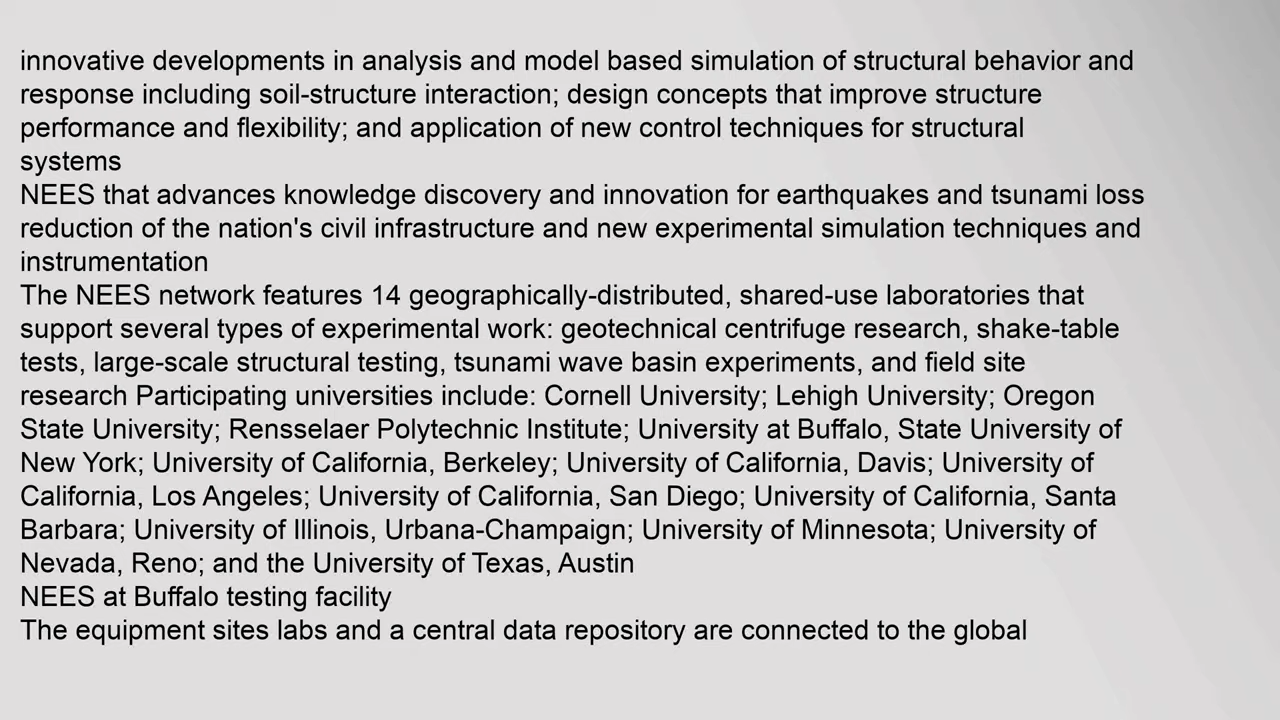 innovative developments in analysis and model based simulation of structural behavior and
response including soil-structure interaction; design concepts that improve structure
performance and flexibility; and application of new control techniques for structural
systems
NEES that advances knowledge discovery and innovation for earthquakes and tsunami loss
reduction of the nation's civil infrastructure and new experimental simulation techniques and
instrumentation
The NEES network features 14 geographically-distributed, shared-use laboratories that
support several types of experimental work: geotechnical centrifuge research, shake-table
tests, large-scale structural testing, tsunami wave basin experiments, and field site
research Participating universities include: Cornell University; Lehigh University; Oregon
State University; Rensselaer Polytechnic Institute; University at Buffalo, State University of
New York; University of California, Berkeley; University of California, Davis; University of
California, Los Angeles; University of California, San Diego; University of California, Santa
Barbara; University of Illinois, Urbana-Champaign; University of Minnesota; University of
Nevada, Reno; and the University of Texas, Austin
NEES at Buffalo testing facility
The equipment sites labs and a central data repository are connected to the global